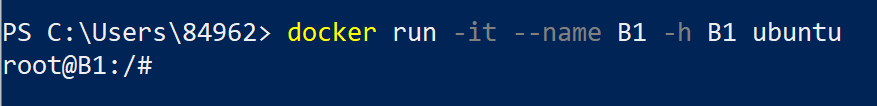 PS C:\Users\84962> docker run -it --name B1 -h B1 ubuntu
root@B1:/#